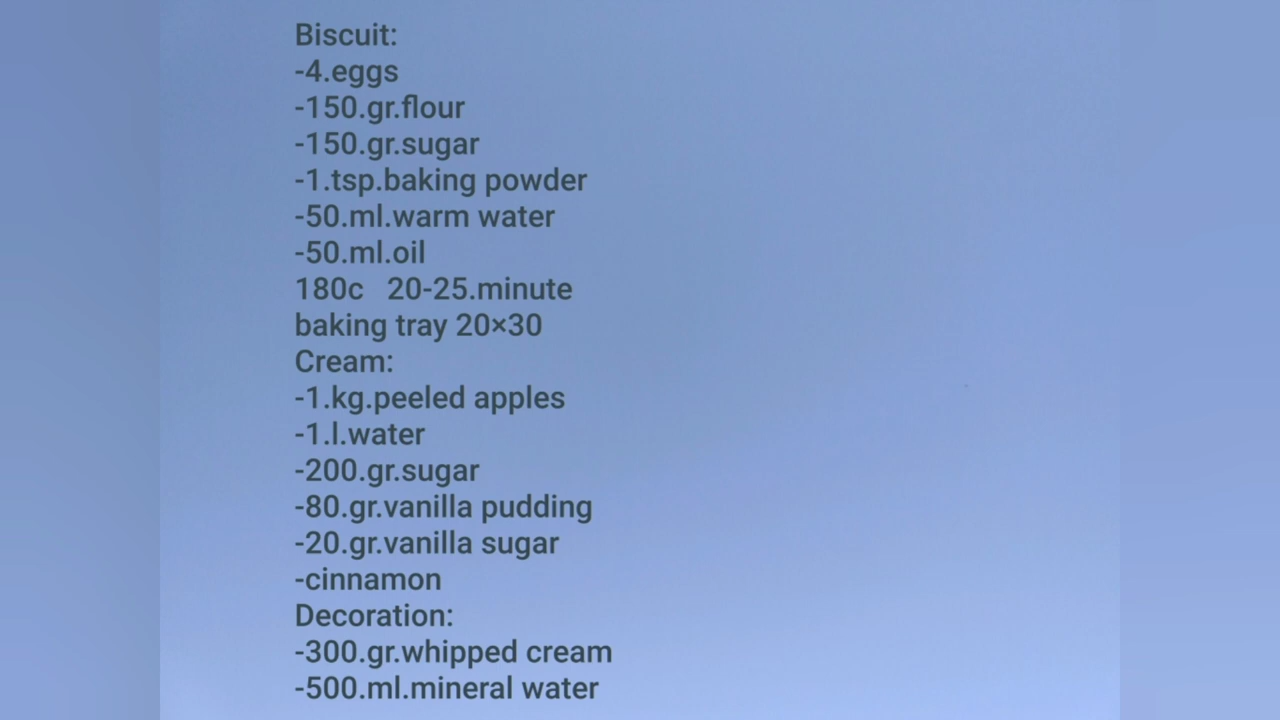 Biscuit:
-4.eggs
-150.gr.flour
-150.gr.sugar
-1.tsp.baking powder
-50.ml.warm water
-50.ml.oil
180c 20-25.minute
baking tray 20×30
Cream:
-1.kg.peeled apples
-1.l.water
-200.gr.sugar
-80.gr.vanilla pudding
-20.gr.vanilla sugar
-cinnamon
Decoration:
-300.gr.whipped cream
-500.ml.mineral water